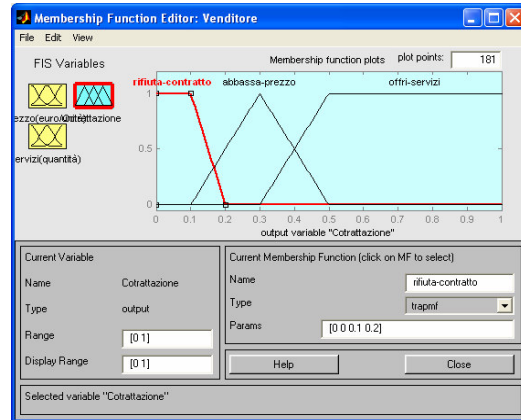 Membership Function Editor: Venditore
File Edit View
FIS Variables
Membership function plots
plot points:
181
rifiuta-contratto
abbassa-prezzo
offri-servizi
ezzo(euro/
Cotrattazione
ervizi(quantità)
1
0.5
0
0 0.1 0.2 0.3 0.4 0.5 0.6 0.7 0.8 0.9 1
output variable "Cotrattazione"
Current Variable
Name Cotrattazione
Type output
Range [0 1]
Display Range [0 1]
Current Membership Function (click on MF to select)
Name rifiuta-contratto
Type trapmf
Params [0 0 0.1 0.2]
Help Close
Selected variable "Cotrattazione"